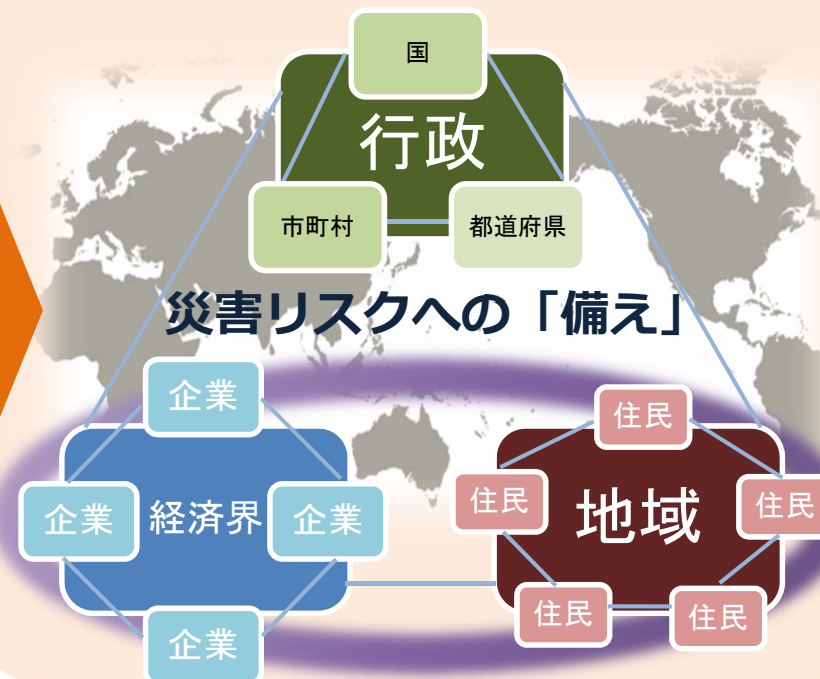 国
行政
市町村
都道府県
災害リスクへの「備え」
企業
住民
住民
企業
経済界
企業
地域
住民
住民
住民
企業